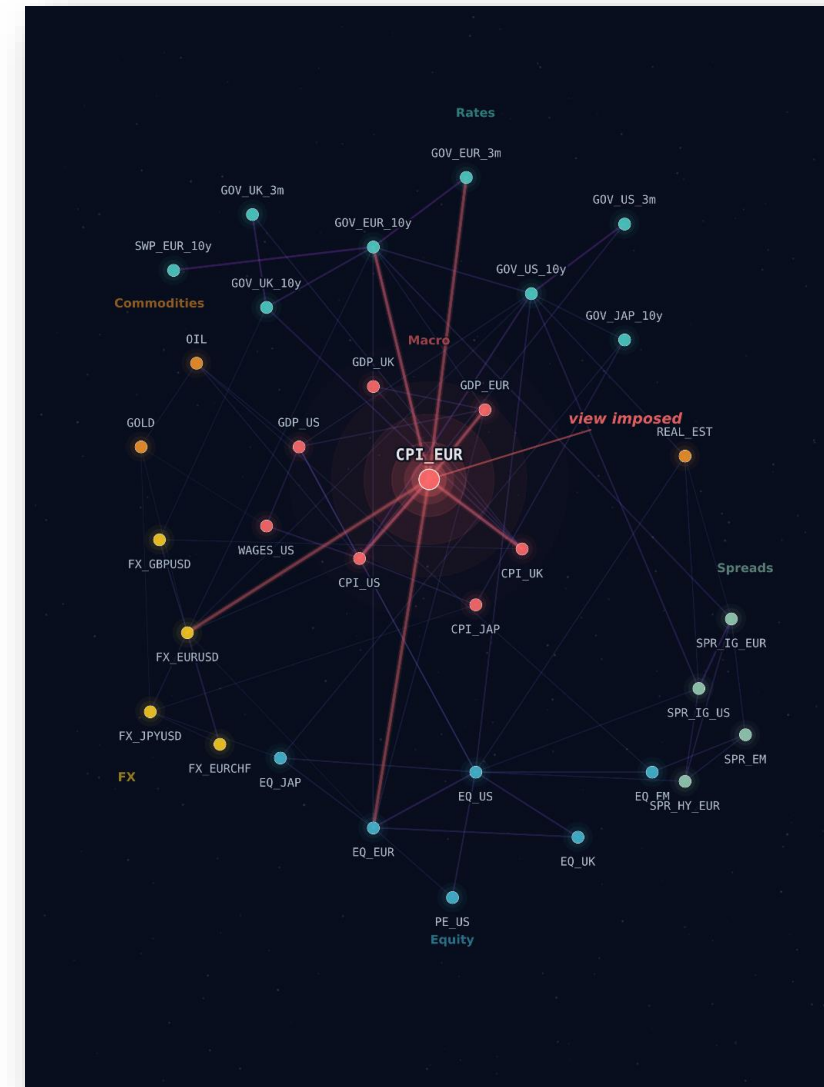 Rates
GOV_EUR_3m
GOV_UK_3m
GOV_US_3m
GOV_EUR_10y
SWP_EUR_10y
GOV_US_10y
GOV_UK_10y
Commodities
GOV_JAP_10y
OIL
Macro
GDP_UK
GDP_EUR
view imposed
GOLD
GDP_US
REAL_EST
CPI_EUR
WAGES_US
FX_GBPUSD
Spreads
CPI_UK
CPI_US
CPI_JAP
SPR_IG_EUR
FX_EURUSD
SPR_IG_US
FX_JPYUSD
SPR_EM
FX_EURCHF
FX
EQ_JAP
EQ_US
EQ_EM
SPR_HY_EUR
EQ_EUR
EQ_UK
PE_US
Equity